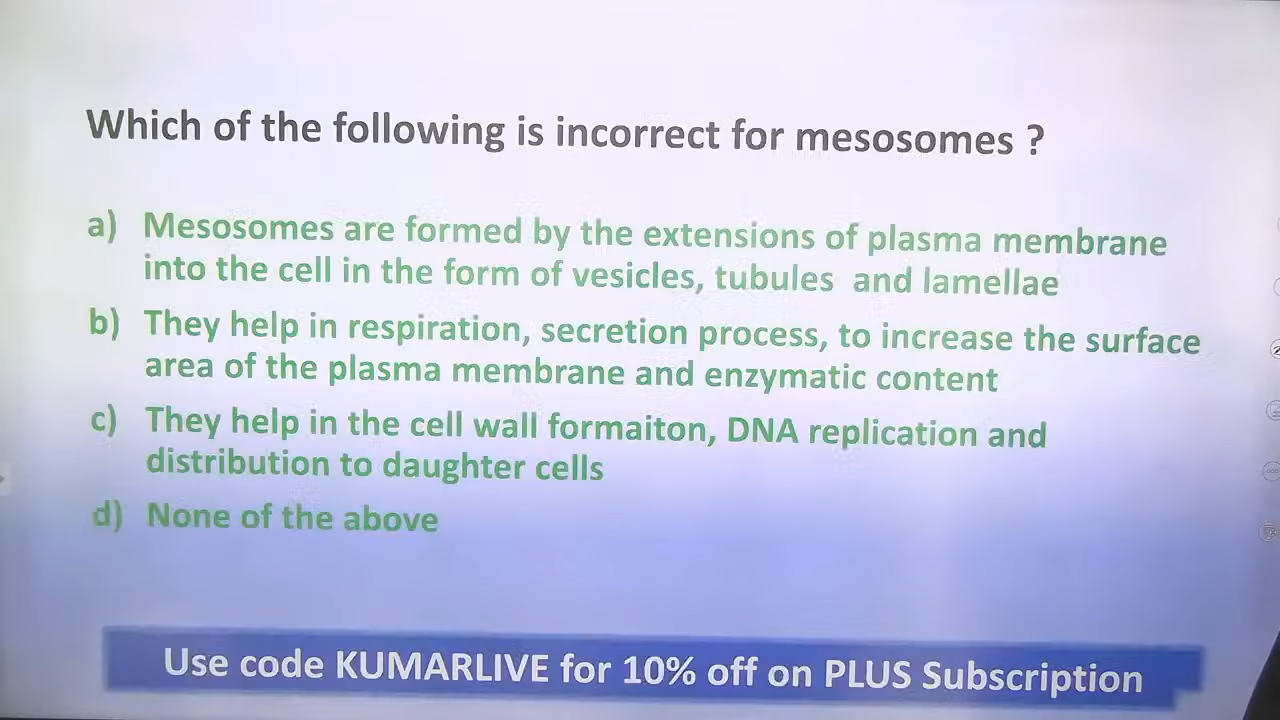 Which of the following is incorrect for mesosomes ?
a) Mesosomes are formed by the extensions of plasma membrane
into the cell in the form of vesicles, tubules and lamellae
b) They help in respiration, secretion process, to increase the surface
area of the plasma membrane and enzymatic content
c) They help in the cell wall formaiton, DNA replication and
distribution to daughter cells
d) None of the above
Use code KUMARLIVE for 10% off on PLUS Subscription